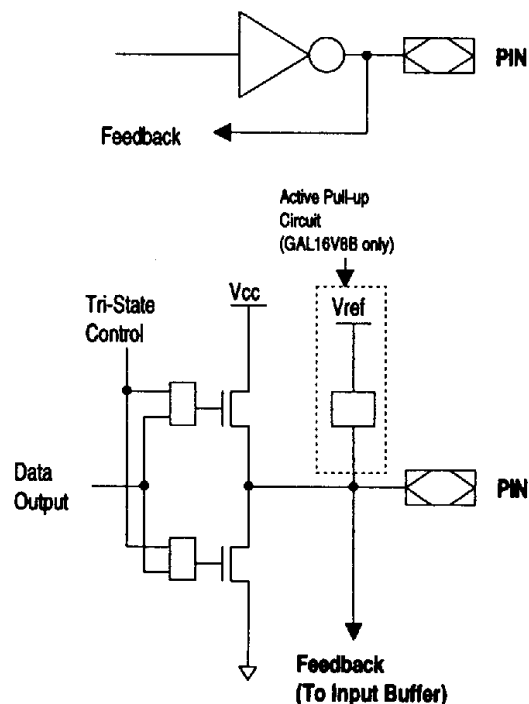 PIN
Feedback
Active Pull-up
Circuit
(GAL16V8B only)
Vcc
Vref
Tri-State
Control
Data
Output
PIN
Feedback
(To Input Buffer)